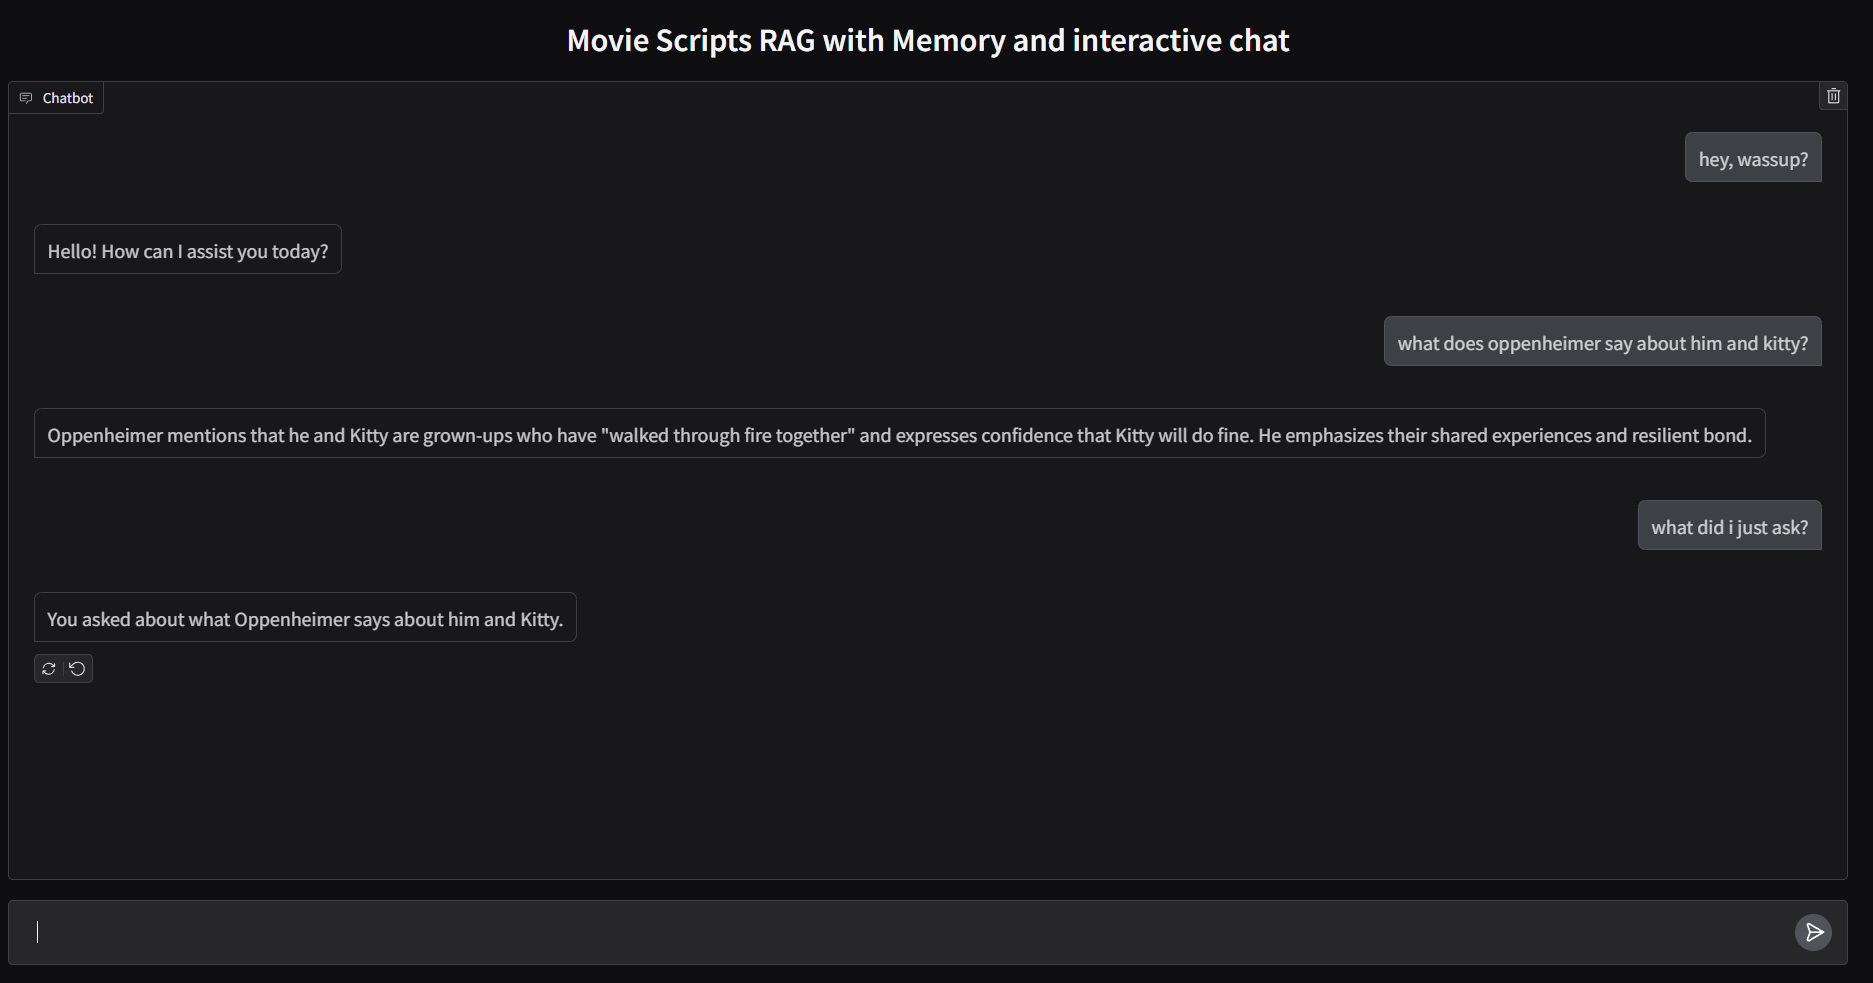 Movie Scripts RAG with Memory and interactive chat
Chatbot
hey, wassup?
Hello! How can I assist you today?
what does oppenheimer say about him and kitty?
Oppenheimer mentions that he and Kitty are grown-ups who have "walked through fire together" and expresses confidence that Kitty will do fine. He emphasizes their shared experiences and resilient bond.
what did i just ask?
You asked about what Oppenheimer says about him and Kitty.